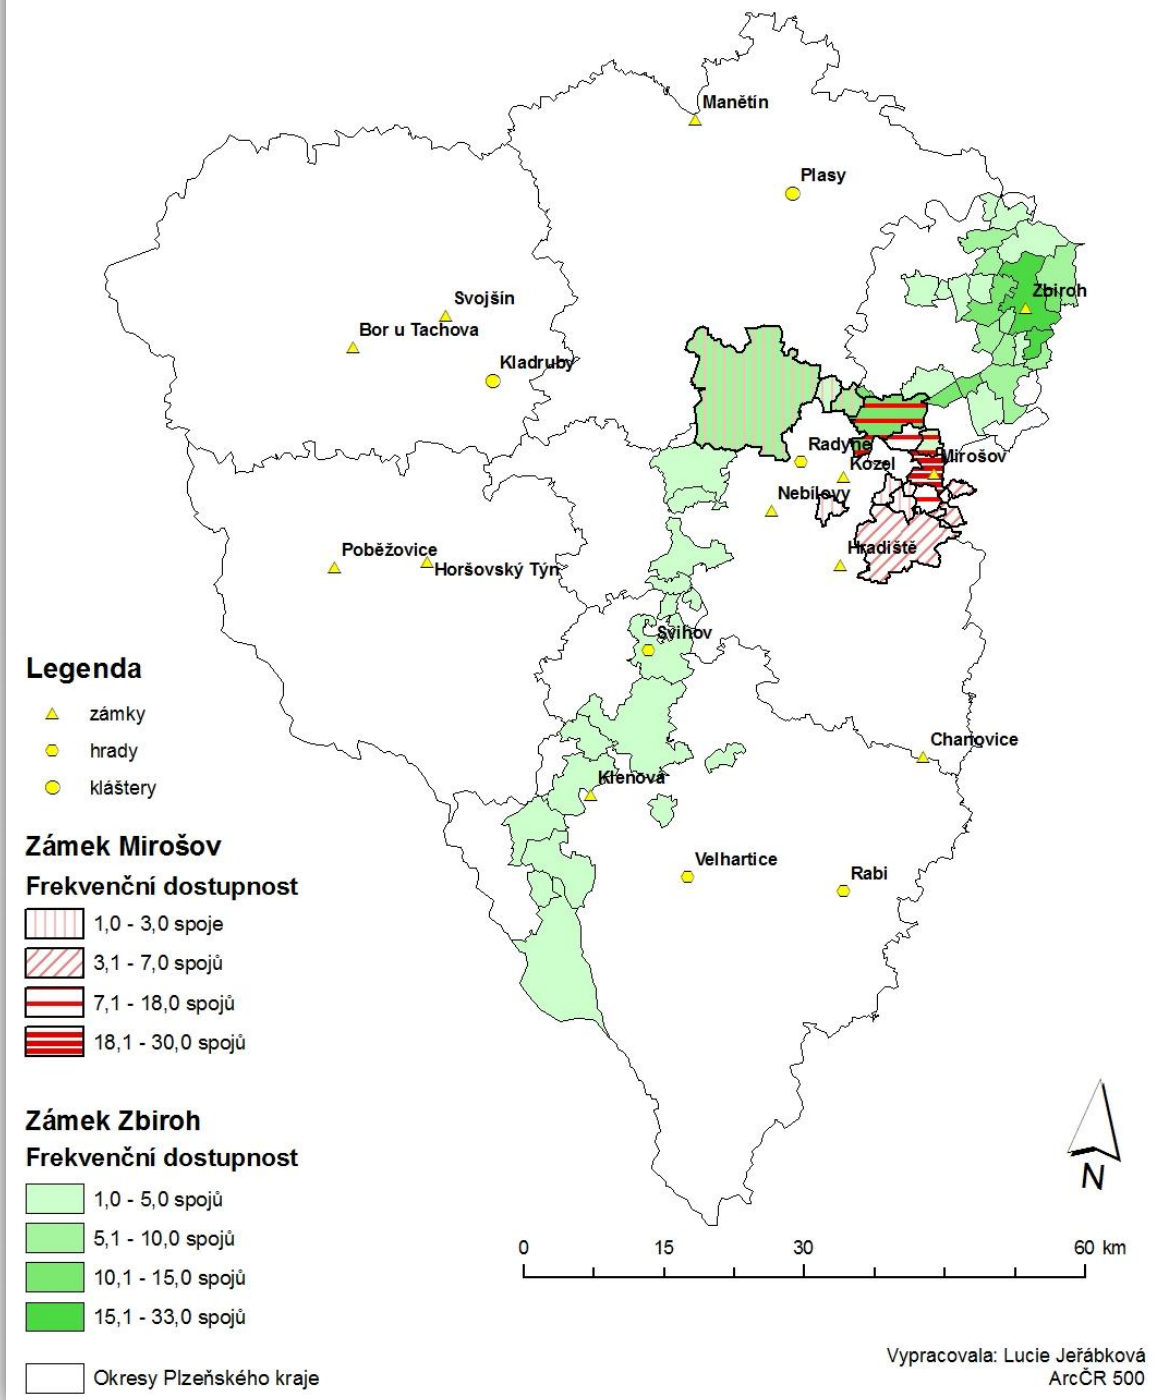 Manětín
Plasy
Zbiroh
Svojšín
Bor u Tachova
Kladruby
Radyně
Kozel
Mirošov
Nebílovy
Hradiště
Poběžovice
Horšovský Týn
Švihov
Chanovice
Klenová
Velhartice
Rabi
Legenda
zámky
hrady
kláštery
Zámek Mirošov
Frekvenční dostupnost
1,0 - 3,0 spoje
3,1 - 7,0 spojů
7,1 - 18,0 spojů
18,1 - 30,0 spojů
Zámek Zbiroh
Frekvenční dostupnost
1,0 - 5,0 spojů
5,1 - 10,0 spojů
10,1 - 15,0 spojů
15,1 - 33,0 spojů
Okresy Plzeňského kraje
N
0 15 30 60 km
Vypracovala: Lucie Jeřábková
ArcČR 500